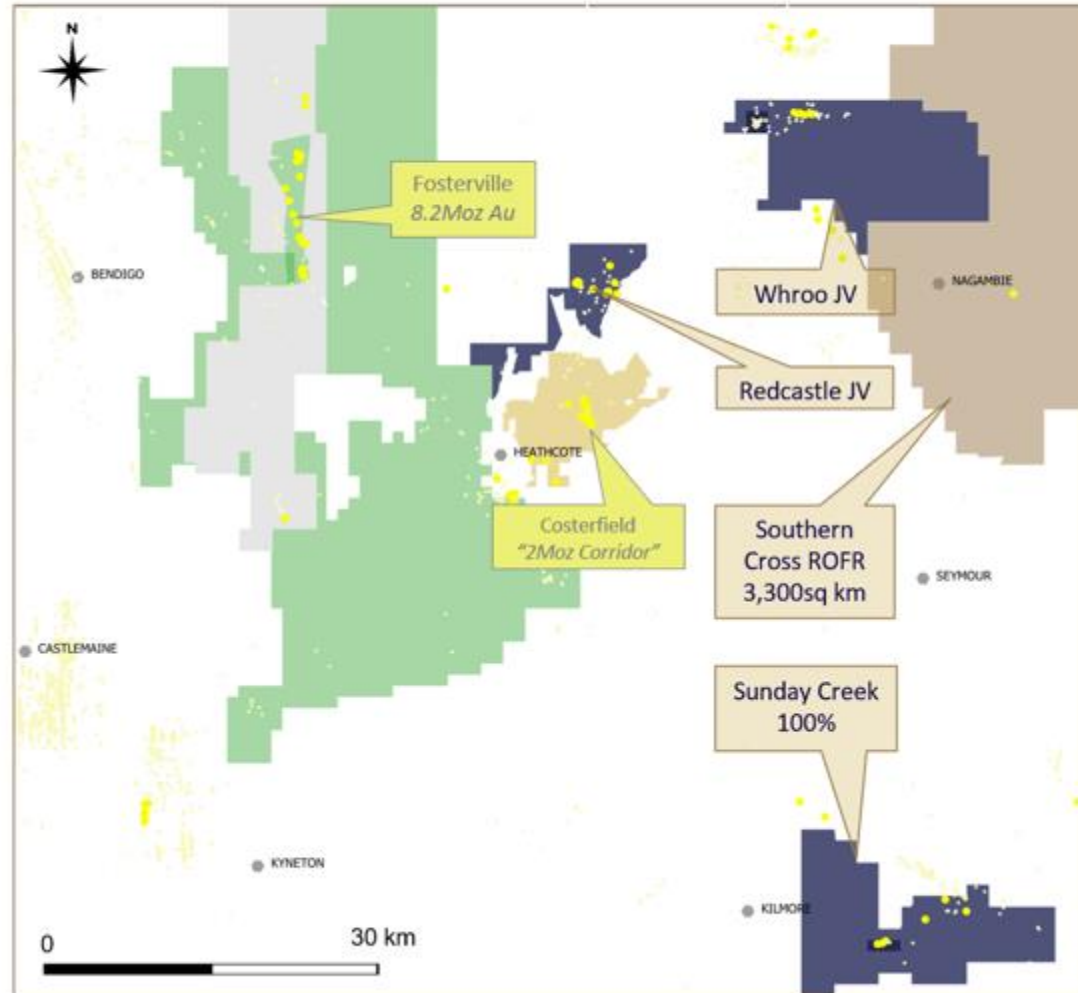 N
Fosterville
8.2Moz Au
BENDIGO
Whroo JV
NAGAMBIE
Redcastle JV
HEATHCOTE
Costerfield
“2Moz Corridor”
Southern
Cross ROFR
3,300sq km
SEYMOUR
CASTLEMAINE
Sunday Creek
100%
KYNETON
KILMORE
0
30 km